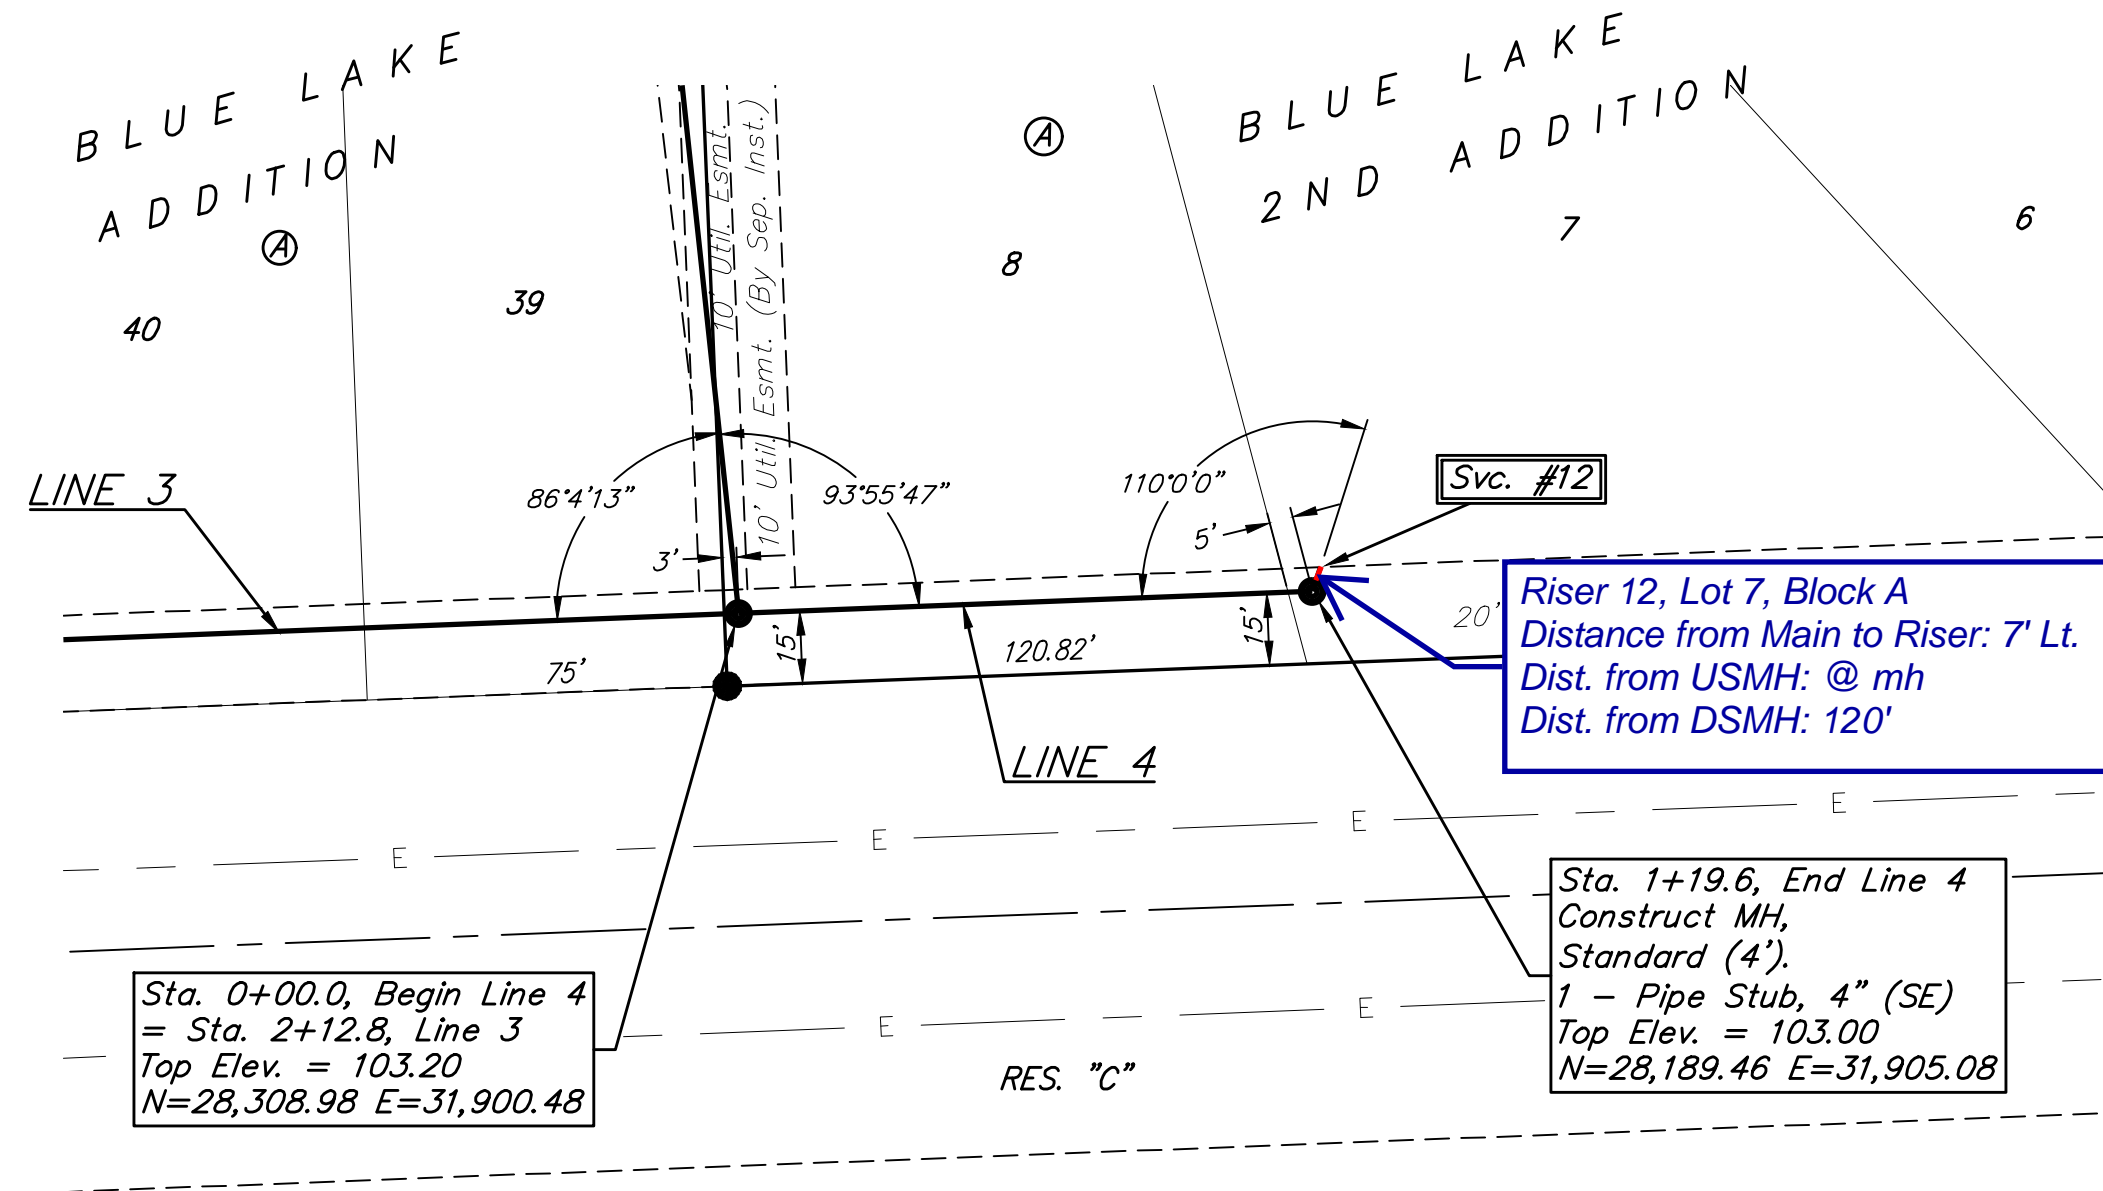 BLUE LAKE
ADDITION
A
40
39
10' Util. Esmt.
10' Util. Esmt. (By Sep. Inst.)
A
8
BLUE LAKE
2ND ADDITION
7
6
LINE 3
86°4'13"
93°55'47"
110°0'0"
3'
5'
Svc. #12
15'
15'
75'
120.82'
20'
Riser 12, Lot 7, Block A
Distance from Main to Riser: 7' Lt.
Dist. from USMH: @ mh
Dist. from DSMH: 120'
LINE 4
E
E
E
E
Sta. 0+00.0, Begin Line 4
= Sta. 2+12.8, Line 3
Top Elev. = 103.20
N=28,308.98 E=31,900.48
Sta. 1+19.6, End Line 4
Construct MH,
Standard (4').
1 - Pipe Stub, 4" (SE)
Top Elev. = 103.00
N=28,189.46 E=31,905.08
E
E
RES. "C"